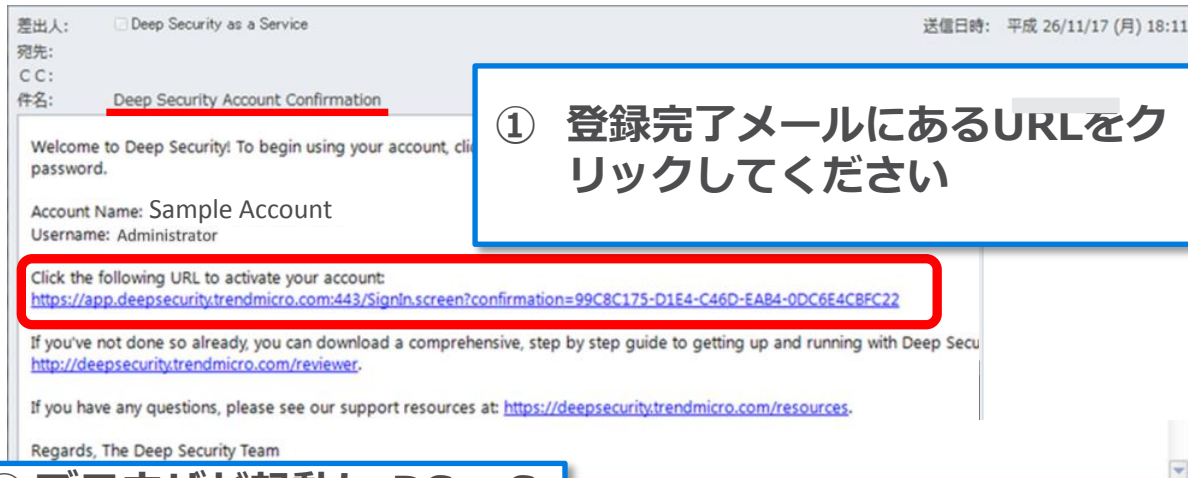 差出人: Deep Security as a Service 送信日時: 平成 26/11/17 (月) 18:11
宛先:
CC:
件名: Deep Security Account Confirmation
① 登録完了メールにあるURLをク
リックしてください
Welcome to Deep Security! To begin using your account,
password.
Account Name: Sample Account
Username: Administrator
Click the following URL to activate your account:
https://app.deepsecurity.trendmicro.com:443/SignIn.screen?confirmation=99C8C175-D1E4-C46D-EAB4-0DC6E4CBFC22
If you've not done so already, you can download a comprehensive, step by step guide to getting up and running with Deep Secu
http://deepsecurity.trendmicro.com/reviewer.
If you have any questions, please see our support resources at: https://deepsecurity.trendmicro.com/resources.
Regards, The Deep Security Team